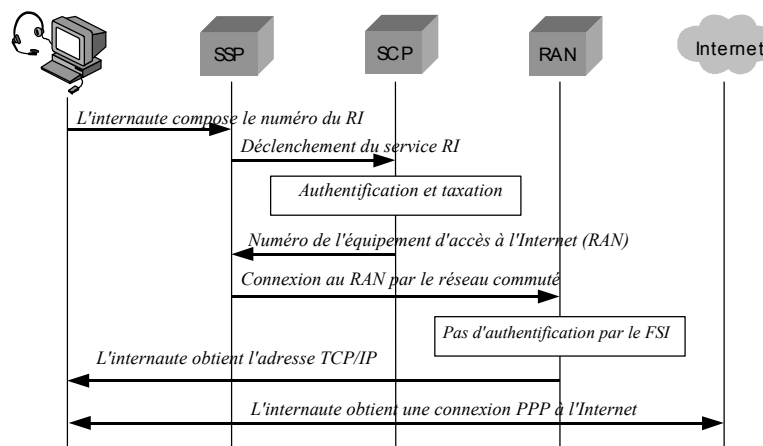 SSP
SCP
RAN
Internet
L'internaute compose le numéro du RI
Déclenchement du service RI
Authentification et taxation
Numéro de l'équipement d'accès à l'Internet (RAN)
Connexion au RAN par le réseau commuté
Pas d'authentification par le FSI
L'internaute obtient l'adresse TCP/IP
L'internaute obtient une connexion PPP à l'Internet